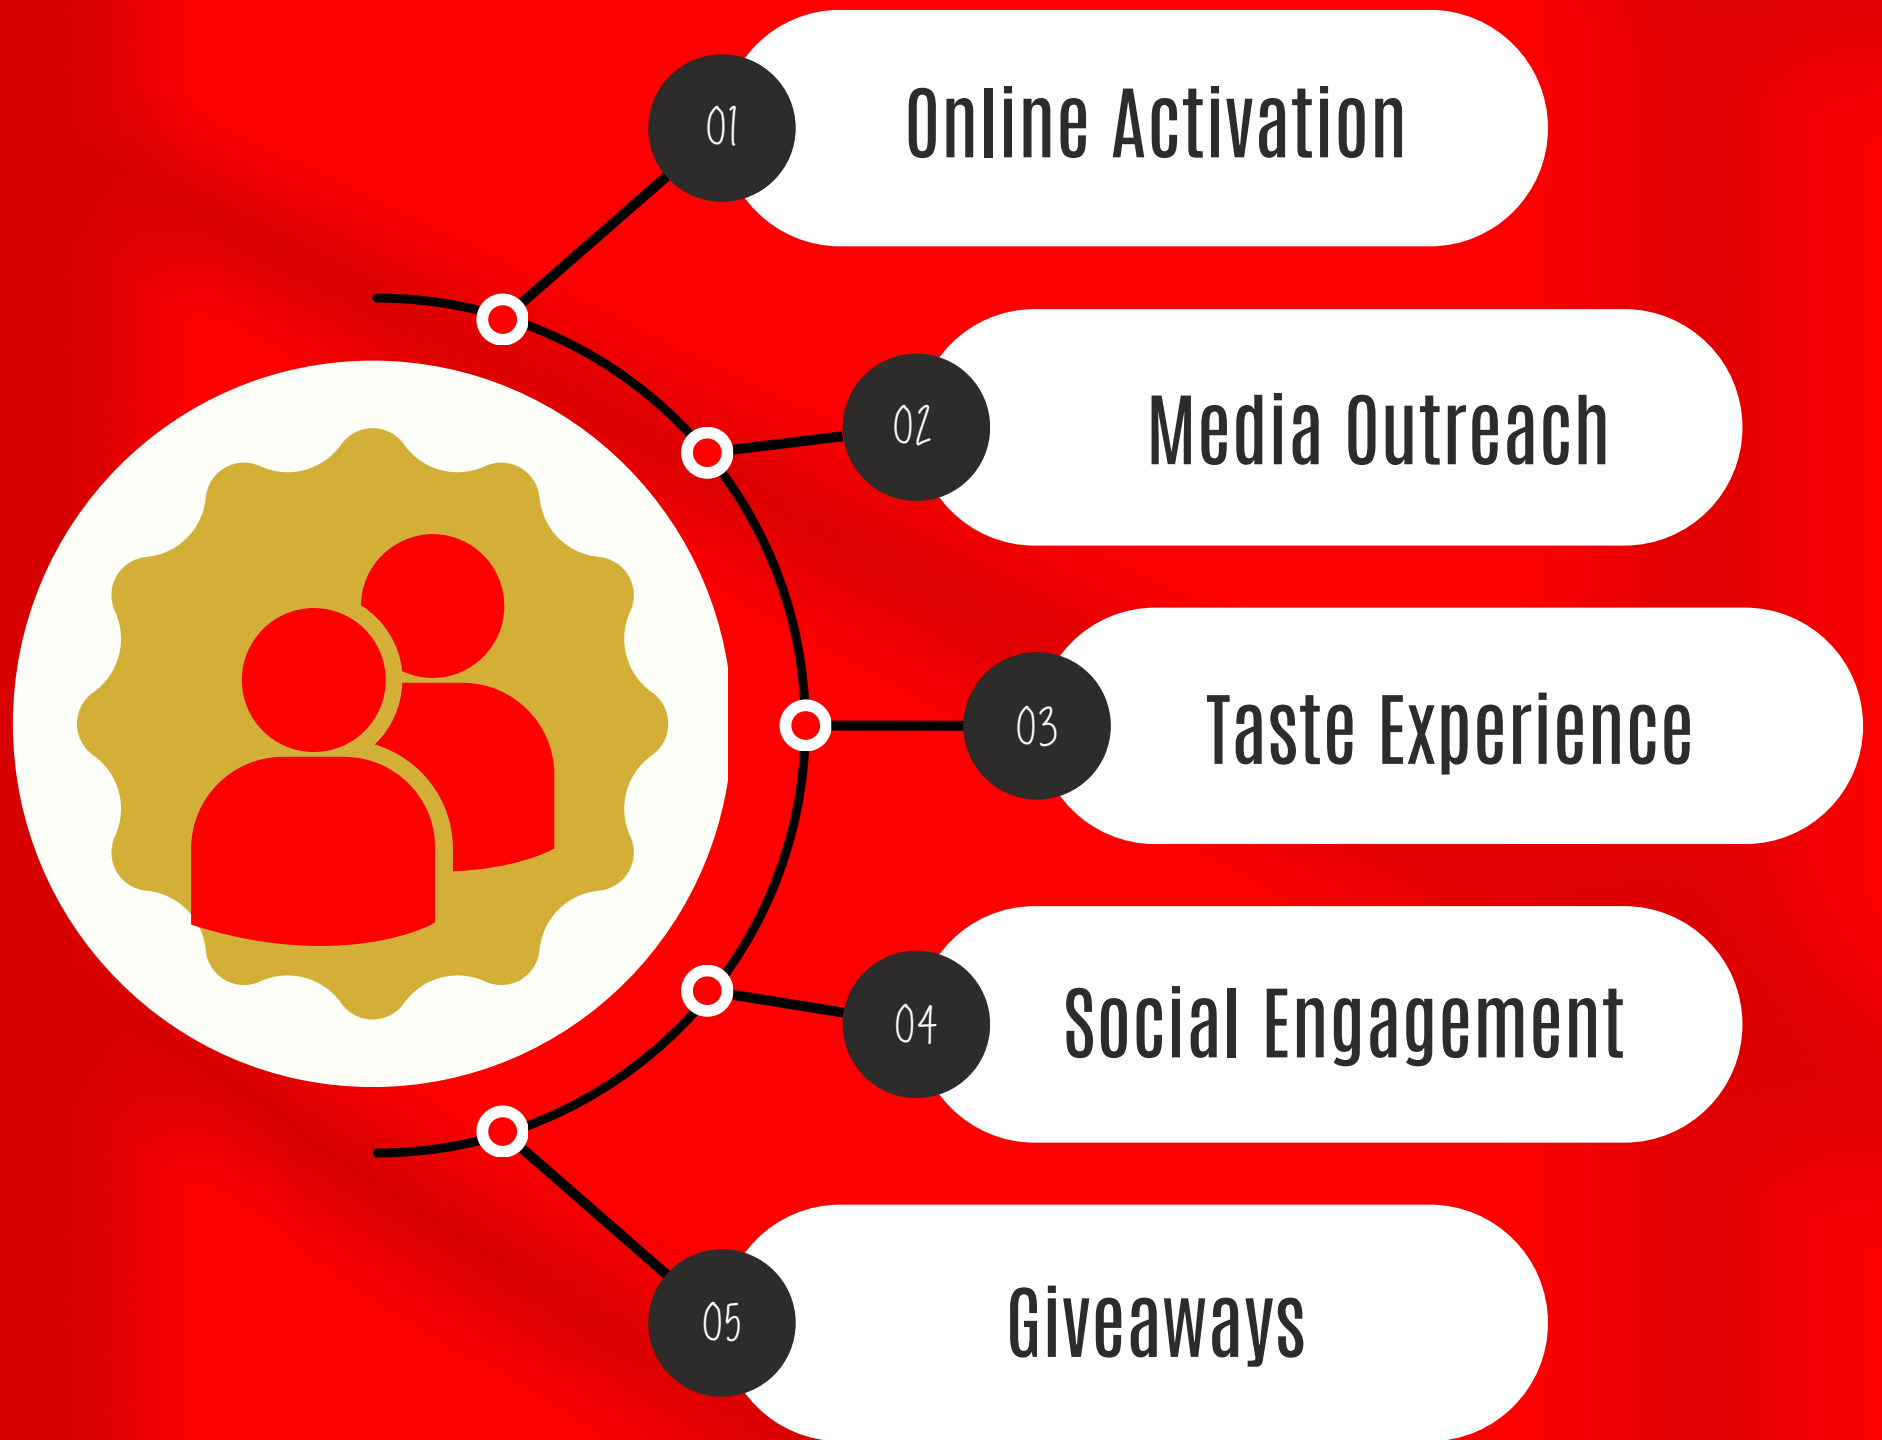 01
Online Activation
02
Media Outreach
03
Taste Experience
04
Social Engagement
05
Giveaways